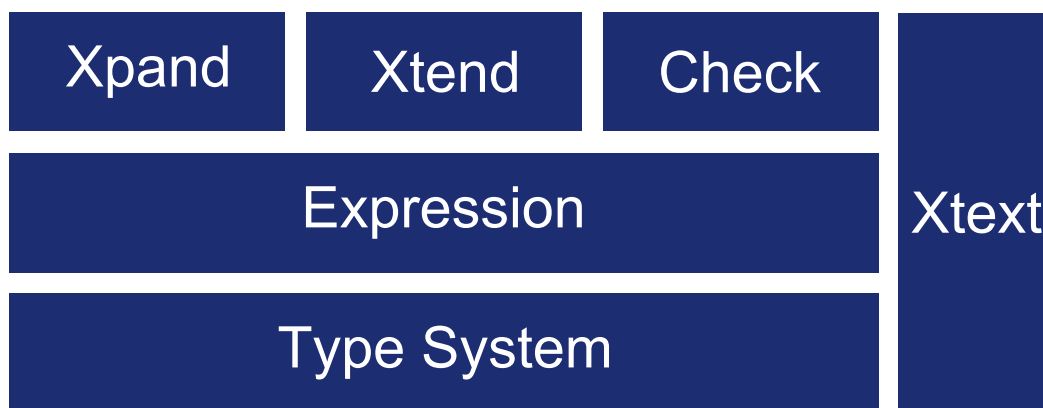 Xpand
Xtend
Check
Expression
Xtext
Type System